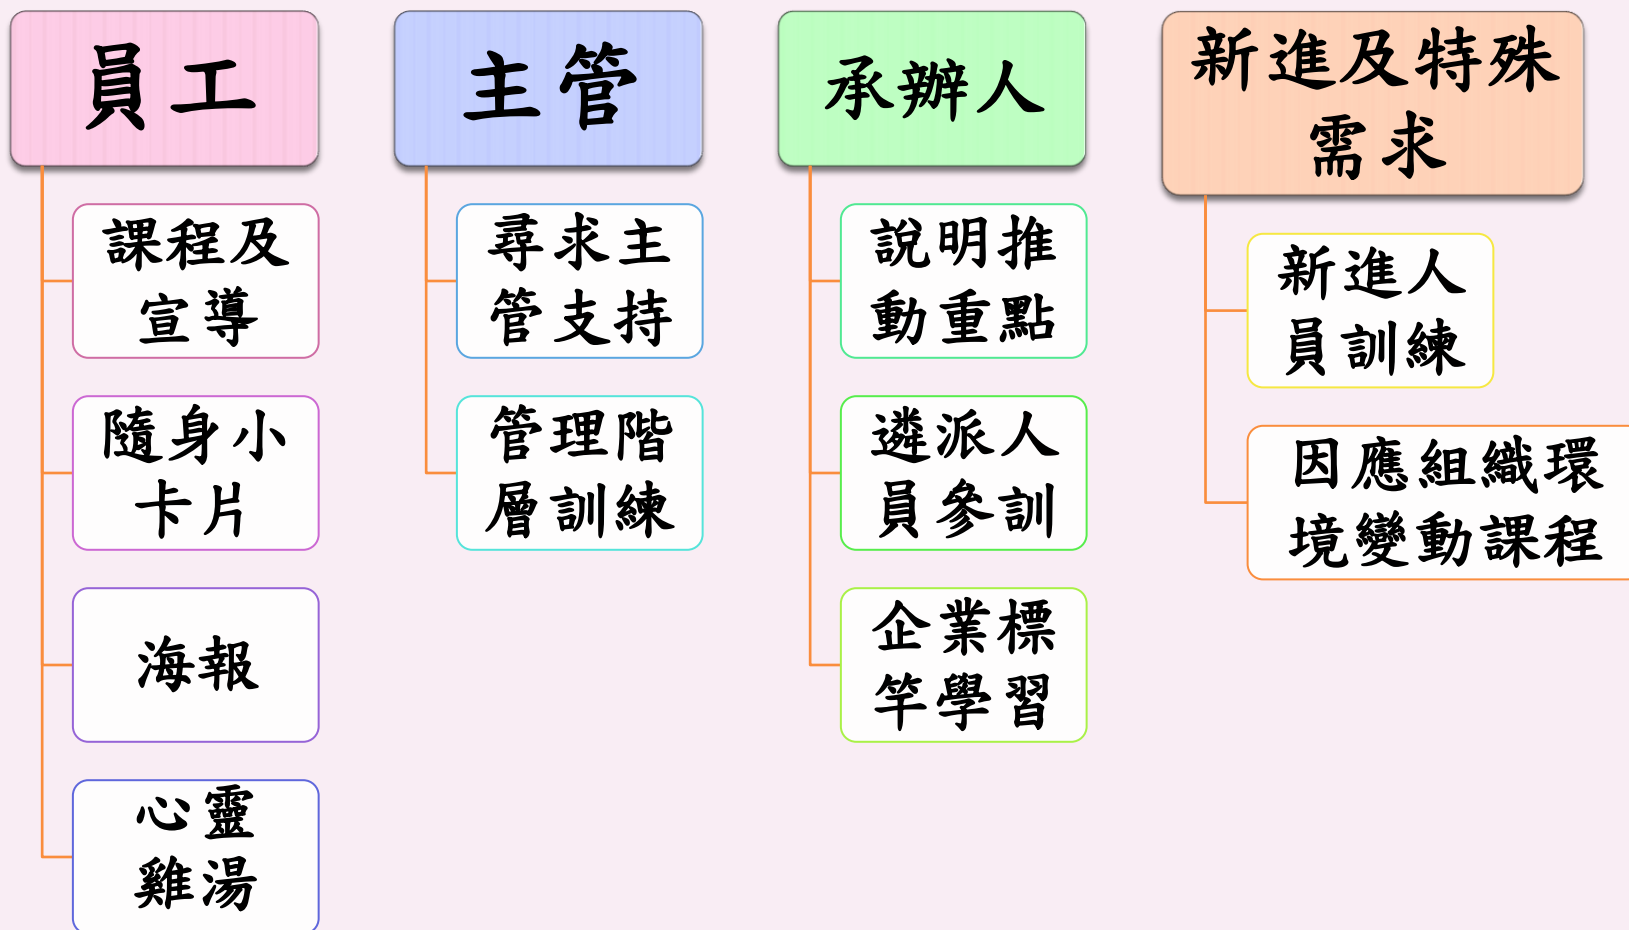 員工
課程及
宣導
隨身小
卡片
海報
心靈
雞湯
主管
尋求主
管支持
管理階
層訓練
承辦人
說明推
動重點
遴派人
員參訓
企業標
竿學習
新進及特殊
需求
新進人
員訓練
因應組織環
境變動課程